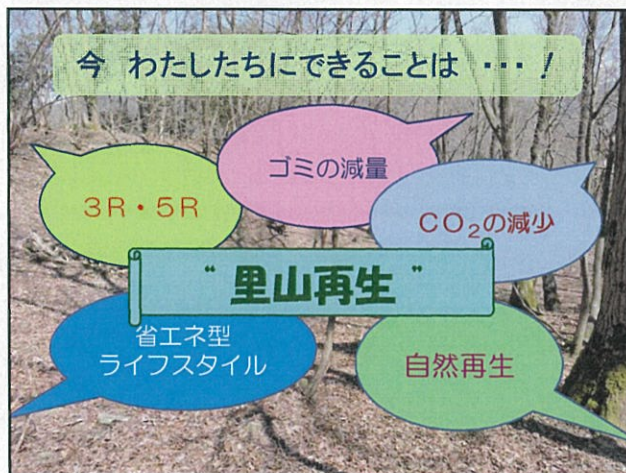 今 わたしたちにできることは ・・・！
ゴミの減量
3R・5R
CO₂の減少
“里山再生”
省エネ型
ライフスタイル
自然再生